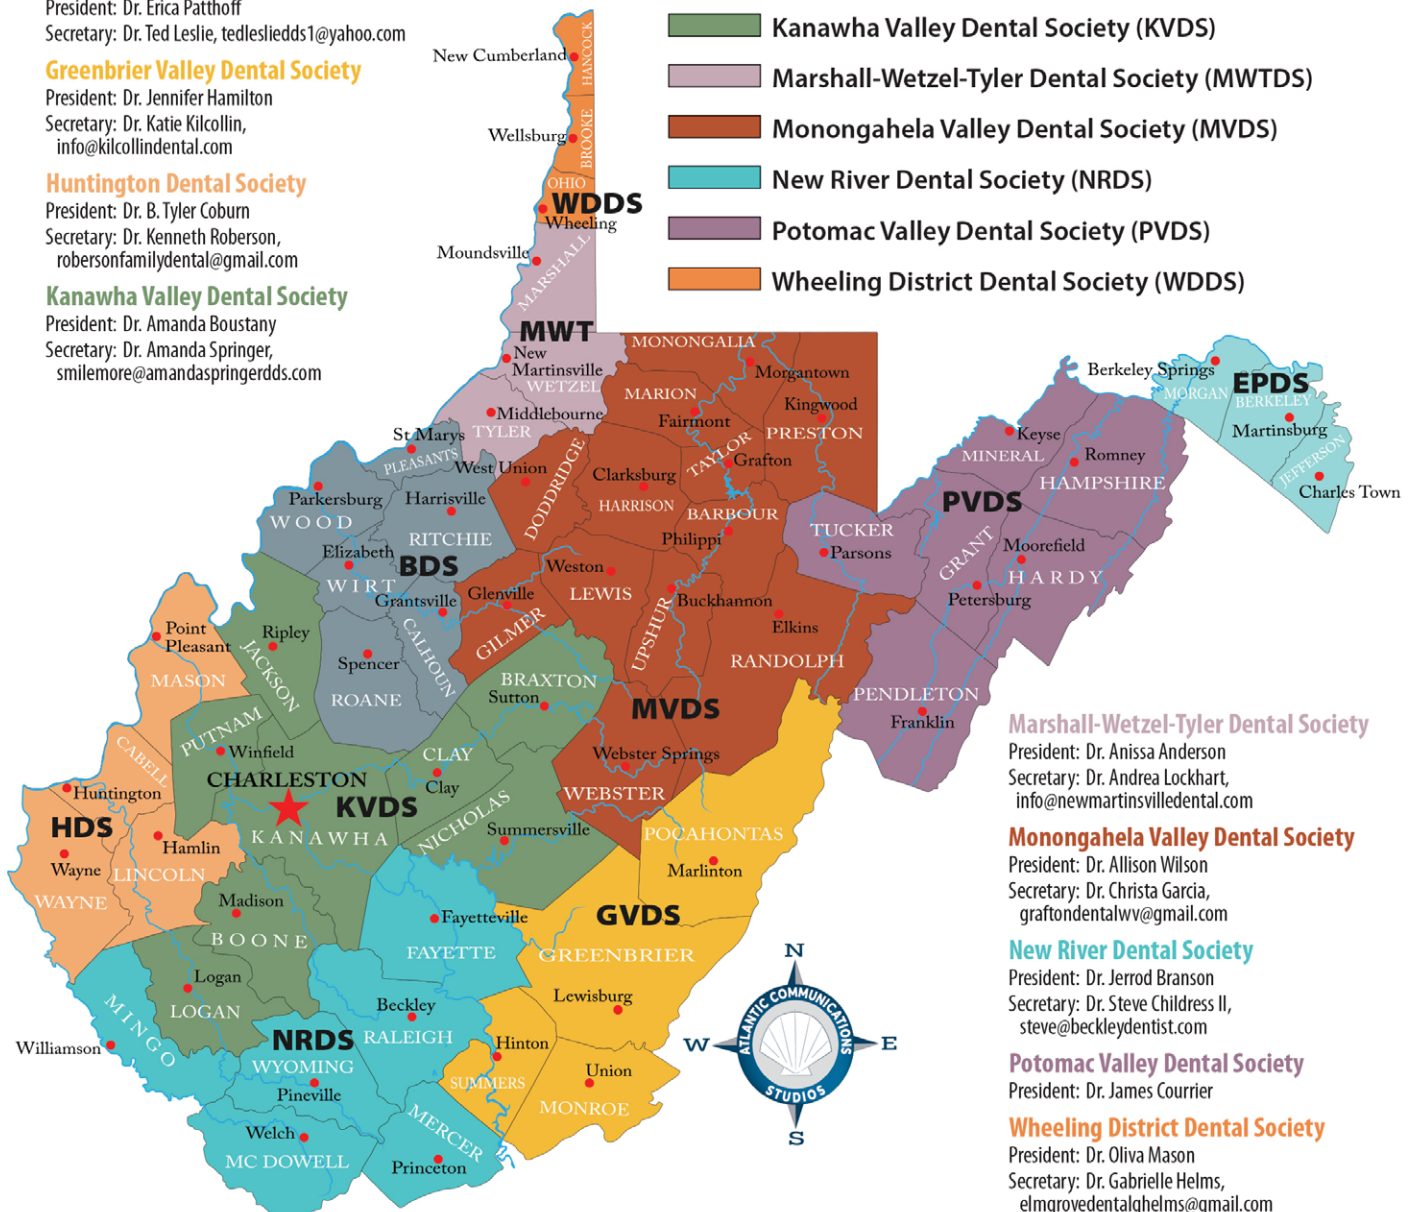 President: Dr. Erica Patthoff
Secretary: Dr. Ted Leslie, tedlesliedds1@yahoo.com
Greenbrier Valley Dental Society
President: Dr. Jennifer Hamilton
Secretary: Dr. Katie Kilcollin,
info@kilcollindental.com
Huntington Dental Society
President: Dr. B. Tyler Coburn
Secretary: Dr. Kenneth Roberson,
robersonfamilydental@gmail.com
Kanawha Valley Dental Society
President: Dr. Amanda Boustany
Secretary: Dr. Amanda Springer,
smilemore@amandaspringerdds.com
Kanawha Valley Dental Society (KVDS)
Marshall-Wetzel-Tyler Dental Society (MWTDS)
Monongahela Valley Dental Society (MVDS)
New River Dental Society (NRDS)
Potomac Valley Dental Society (PVDS)
Wheeling District Dental Society (WDDS)
New Cumberland
HANCOCK
Wellsburg
BROOKE
OHIO
WDDS
Wheeling
Moundsville
MARSHALL
MWT
New
Martinsville
WETZEL
Middlebourne
TYLER
MONONGALIA
Morgantown
MARION
Fairmont
Kingwood
PRESTON
TAYLOR
Grafton
St Marys
PLEASANTS
West Union
DODDRIDGE
Clarksburg
HARRISON
BARBOUR
Philippi
Parkersburg
WOOD
Harrisville
RITCHIE
Elizabeth
WIRT
BDS
Grantsville
CALHOUN
Spencer
ROANE
Glenville
GILMER
Weston
LEWIS
UPSHUR
Buckhannon
Elkins
RANDOLPH
MVDS
Webster Springs
WEBSTER
TUCKER
Parsons
PVDS
Keyse
MINERAL
Romney
HAMPSHIRE
GRANT
Moorefield
HARDY
Petersburg
PENDLETON
Franklin
Berkeley Springs
MORGAN
EPDS
BERKELEY
Martinsburg
JEFFERSON
Charles Town
Point
Pleasant
MASON
Ripley
JACKSON
PUTNAM
Winfield
CABELL
Huntington
HDS
Wayne
WAYNE
Hamlin
LINCOLN
CHARLESTON
KVDS
KANAWHA
BRAXTON
Sutton
CLAY
Clay
NICHOLAS
Summersville
Madison
BOONE
Logan
LOGAN
POCAHONTAS
Marlinton
GVDS
GREENBRIER
Lewisburg
Hinton
SUMMERS
Union
MONROE
Fayetteville
FAYETTE
Beckley
RALEIGH
NRDS
WYOMING
Pineville
MINGO
Williamson
Welch
MC DOWELL
MERCER
Princeton
N
W
E
S
ATLANTIC COMMUNICATIONS
STUDIOS
Marshall-Wetzel-Tyler Dental Society
President: Dr. Anissa Anderson
Secretary: Dr. Andrea Lockhart,
info@newmartinsvilledental.com
Monongahela Valley Dental Society
President: Dr. Allison Wilson
Secretary: Dr. Christa Garcia,
graftondentalwv@gmail.com
New River Dental Society
President: Dr. Jerrod Branson
Secretary: Dr. Steve Childress II,
steve@beckleydentist.com
Potomac Valley Dental Society
President: Dr. James Courrier
Wheeling District Dental Society
President: Dr. Oliva Mason
Secretary: Dr. Gabrielle Helms,
elmgrovedentalghelms@gmail.com